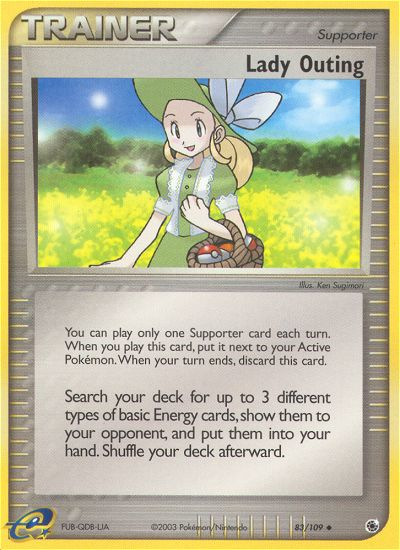 TRAINER
Supporter
Lady Outing
Illus. Ken Sugimori
You can play only one Supporter card each turn.
When you play this card, put it next to your Active
Pokémon. When your turn ends, discard this card.
Search your deck for up to 3 different
types of basic Energy cards, show them to
your opponent, and put them into your
hand. Shuffle your deck afterward.
e
FUB-QDB-IJA
©2003 Pokémon/Nintendo
83/109 ◆